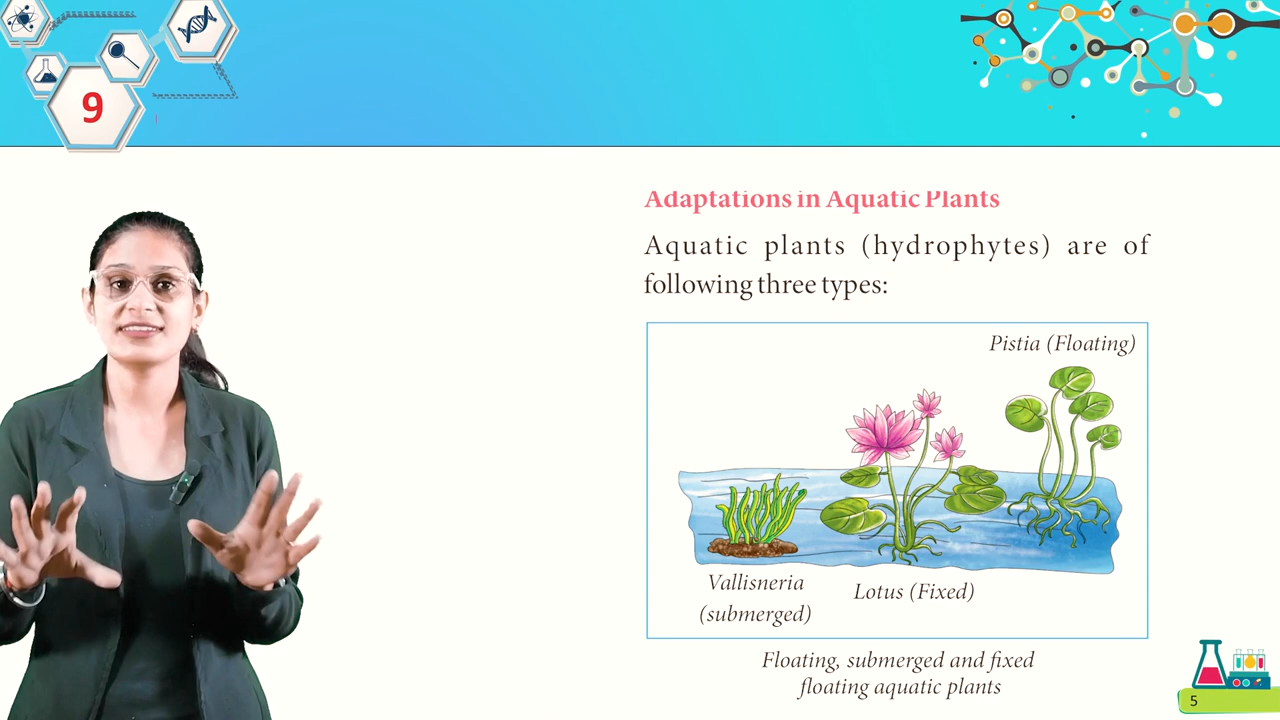 9
Adaptations in Aquatic Plants
Aquatic plants (hydrophytes) are of
following three types:
Pistia (Floating)
Vallisneria
(submerged)
Lotus (Fixed)
Floating, submerged and fixed
floating aquatic plants
5